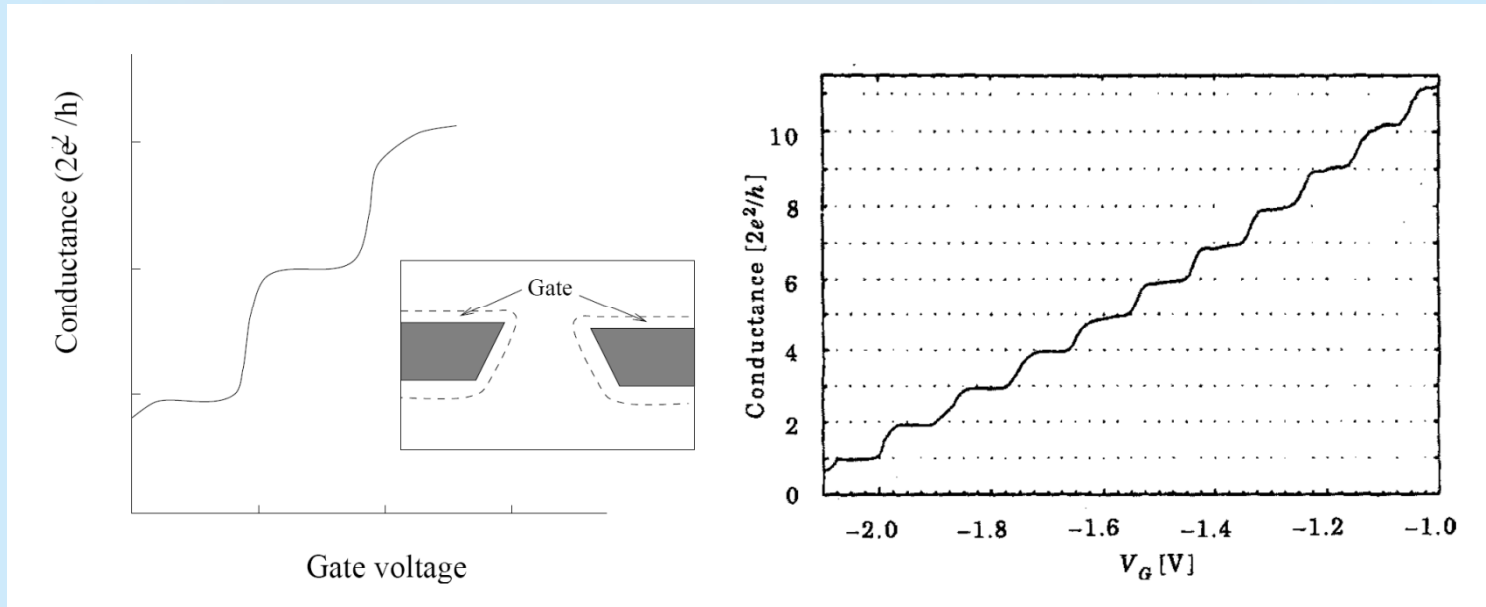 Conductance (2e²/h)
Gate
Gate voltage
Conductance [2e²/h]
10
8
6
4
2
0
-2.0 -1.8 -1.6 -1.4 -1.2 -1.0
V_G [V]